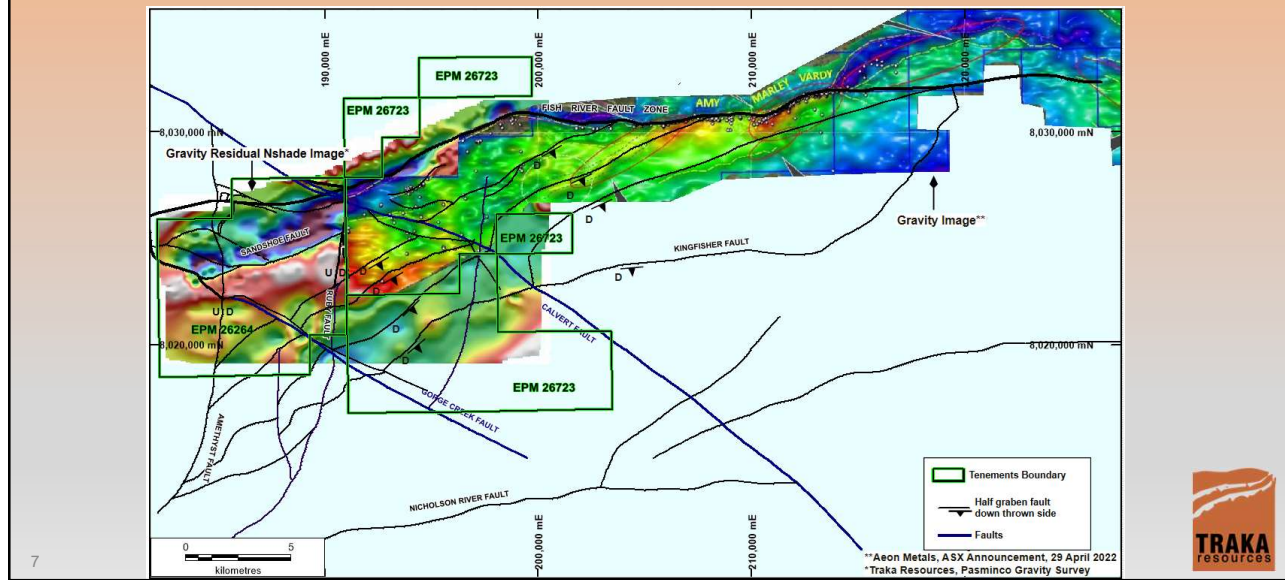 190,000 mE
200,000 mE
210,000 mE
220,000 mE
EPM 26723
EPM 26723
AMY
MARLEY
VARDY
FISH RIVER FAULT ZONE
8,030,000 mN
8,030,000 mN
Gravity Residual Nshade Image*
D
D
D
D
SANDSHOE FAULT
EPM 26723
Gravity Image**
KINGFISHER FAULT
U D
D
D
D
RUBY FAULT
U D
D
EPM 26264
CALVERT FAULT
8,020,000 mN
8,020,000 mN
D
EPM 26723
GORGE CREEK FAULT
AMETHYST FAULT
NICHOLSON RIVER FAULT
Tenements Boundary
Half graben fault
down thrown side
Faults
0 5
kilometres
200,000 mE
210,000 mE
**Aeon Metals, ASX Announcement, 29 April 2022
*Traka Resources, Pasminco Gravity Survey
7
TRAKA
resources